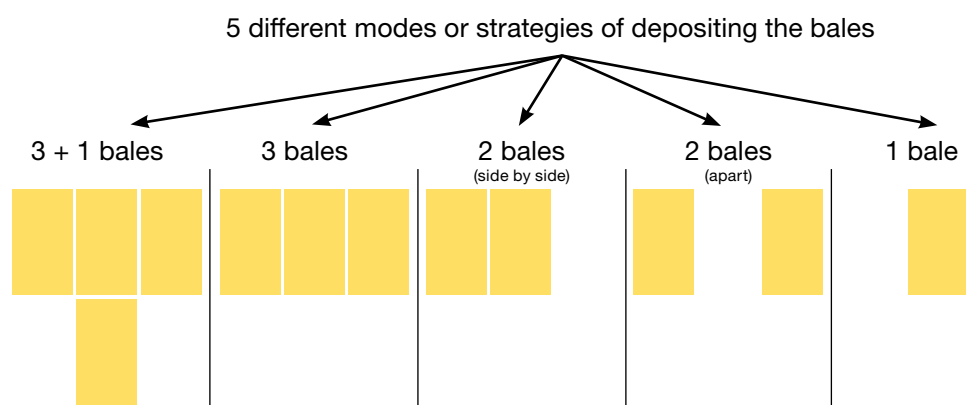 5 different modes or strategies of depositing the bales
3 + 1 bales
3 bales
2 bales
(side by side)
2 bales
(apart)
1 bale